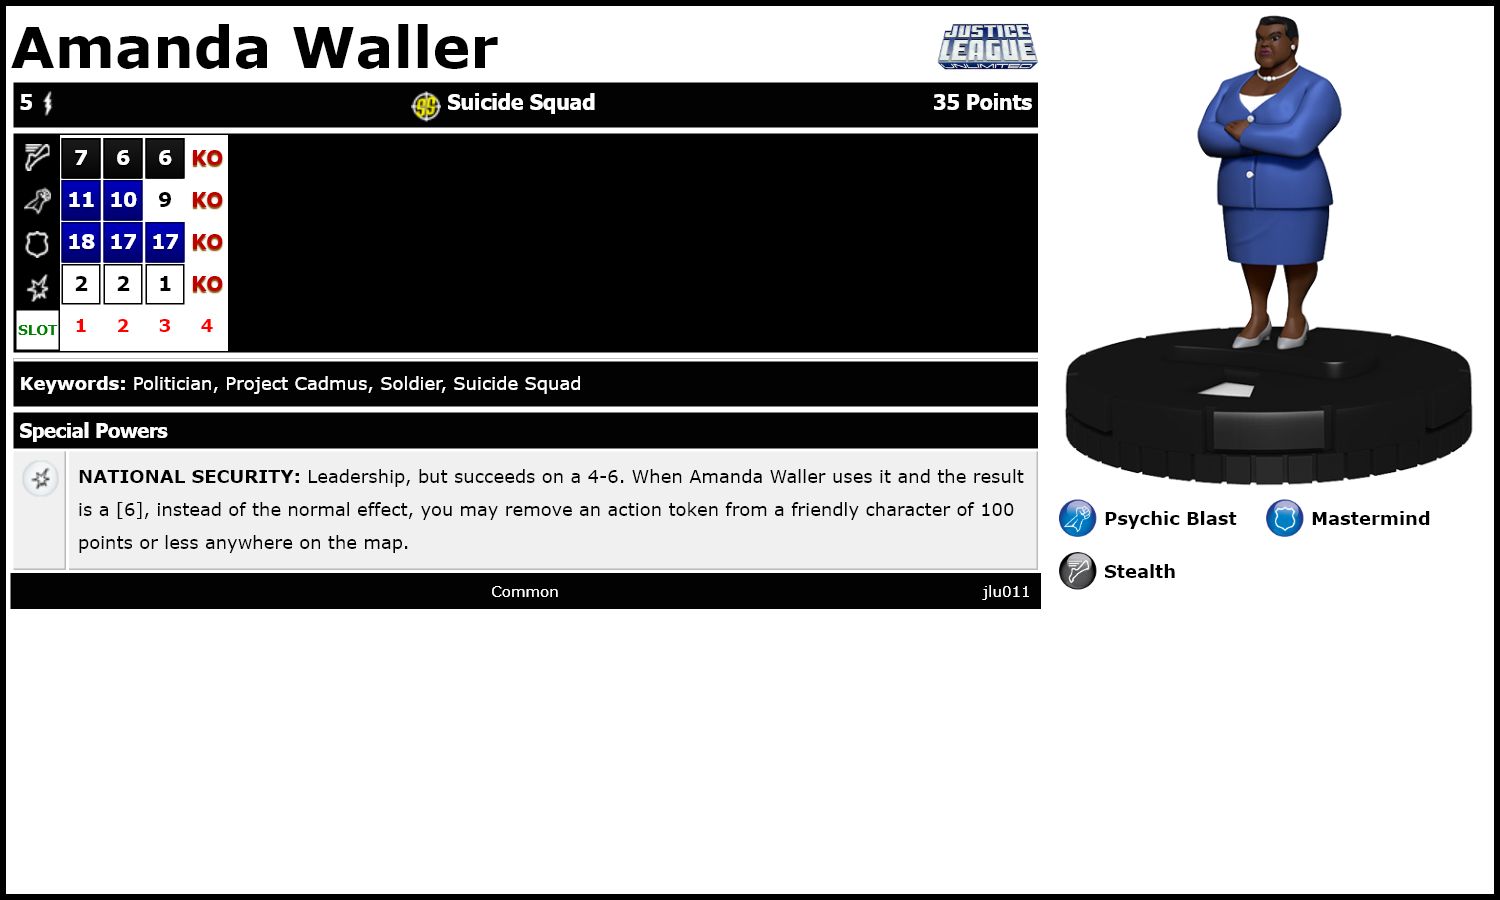 Amanda Waller
JUSTICE
LEAGUE
UNLIMITED
5 Suicide Squad 35 Points
7 6 6 KO
11 10 9 KO
18 17 17 KO
2 2 1 KO
SLOT 1 2 3 4
Keywords: Politician, Project Cadmus, Soldier, Suicide Squad
Special Powers
NATIONAL SECURITY: Leadership, but succeeds on a 4-6. When Amanda Waller uses it and the result
is a [6], instead of the normal effect, you may remove an action token from a friendly character of 100
points or less anywhere on the map.
Common jlu011
Psychic Blast Mastermind
Stealth